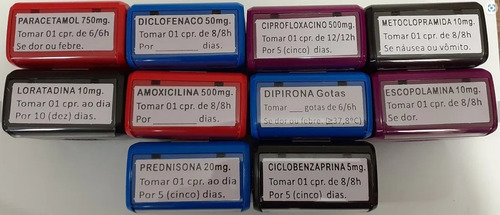 PARACETAMOL 750mg.
Tomar 01 cpr. de 6/6h
Se dor ou febre.
DICLOFENACO 50mg.
Tomar 01 cpr. de 8/8h
Por ________ dias.
CIPROFLOXACINO 500mg.
Tomar 01 cpr. de 12/12h
Por 5 (cinco) dias.
METOCLOPRAMIDA 10mg.
Tomar 01 cpr. de 8/8h
Se náusea ou vômito.
LORATADINA 10mg.
Tomar 01 cpr. ao dia
Por 10 (dez) dias.
AMOXICILINA 500mg.
Tomar 01 cpr. de 8/8h
Por ________ dias.
DIPIRONA Gotas
Tomar ___ gotas de 6/6h
Se dor ou febre (≥37,8ºC)
ESCOPOLAMINA 10mg.
Tomar 01 cpr. de 8/8h
Se dor.
PREDNISONA 20mg.
Tomar 01 cpr. ao dia
Por 5 (cinco) dias.
CICLOBENZAPRINA 5mg.
Tomar 01 cpr. de 8/8h
Por 5 (cinco) dias.